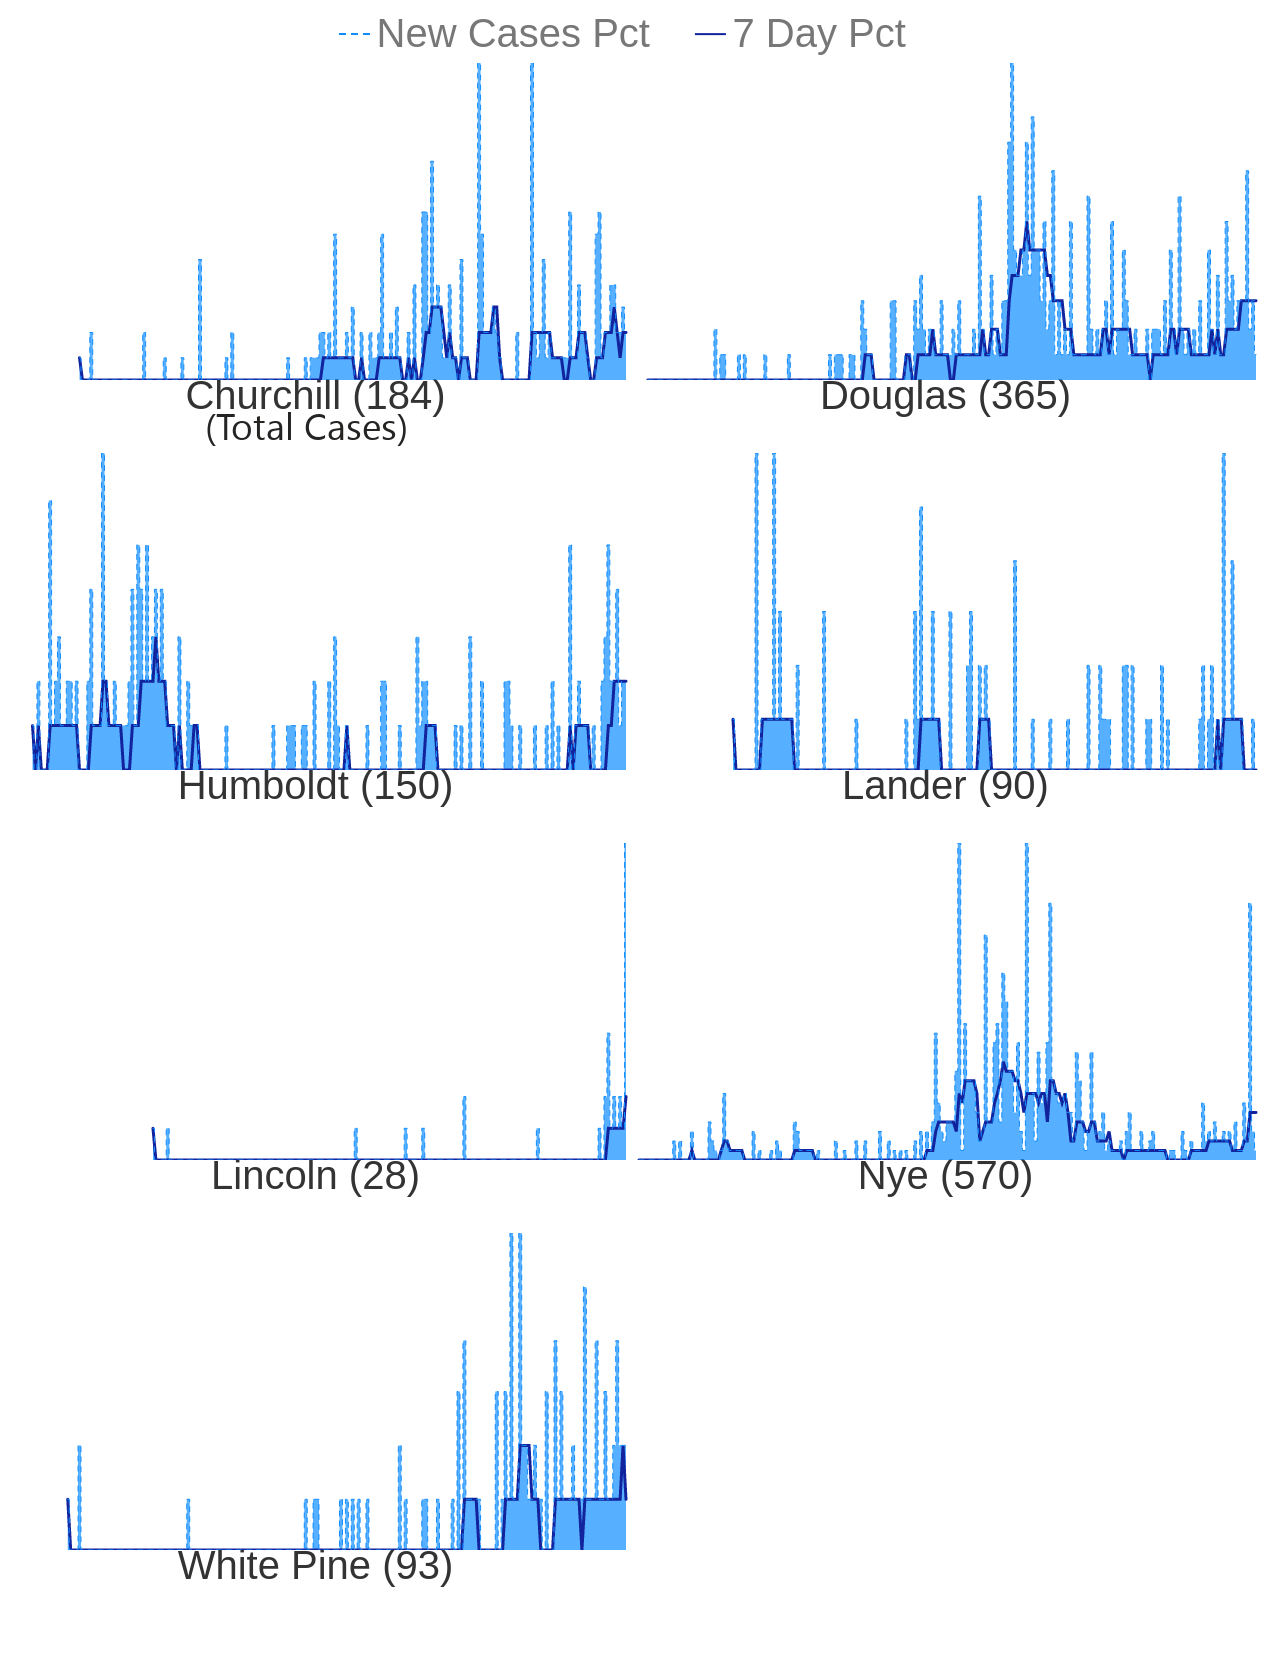 New Cases Pct 7 Day Pct
Churchill (184) Douglas (365)
(Total Cases)
Humboldt (150) Lander (90)
Lincoln (28) Nye (570)
White Pine (93)